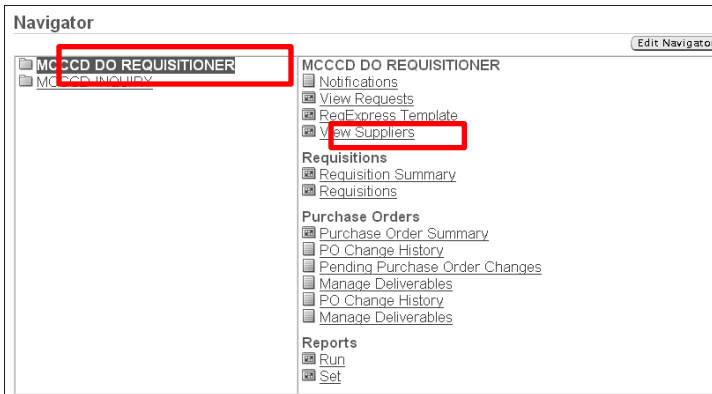 Navigator
Edit Navigator
MCCCD DO REQUISITIONER
MCCCD INQUIRY
MCCCD DO REQUISITIONER
Notifications
View Requests
ReqExpress Template
View Suppliers
Requisitions
Requisition Summary
Requisitions
Purchase Orders
Purchase Order Summary
PO Change History
Pending Purchase Order Changes
Manage Deliverables
PO Change History
Manage Deliverables
Reports
Run
Set